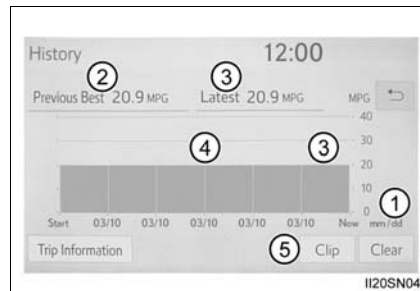 History 12:00
② ③
Previous Best 20.9 MPG Latest 20.9 MPG MPG
40
30
④ ③
20
10
①
0
Start 03/10 03/10 03/10 03/10 03/10 Now mm/dd
Trip Information ⑤ Clip Clear
II20SN04